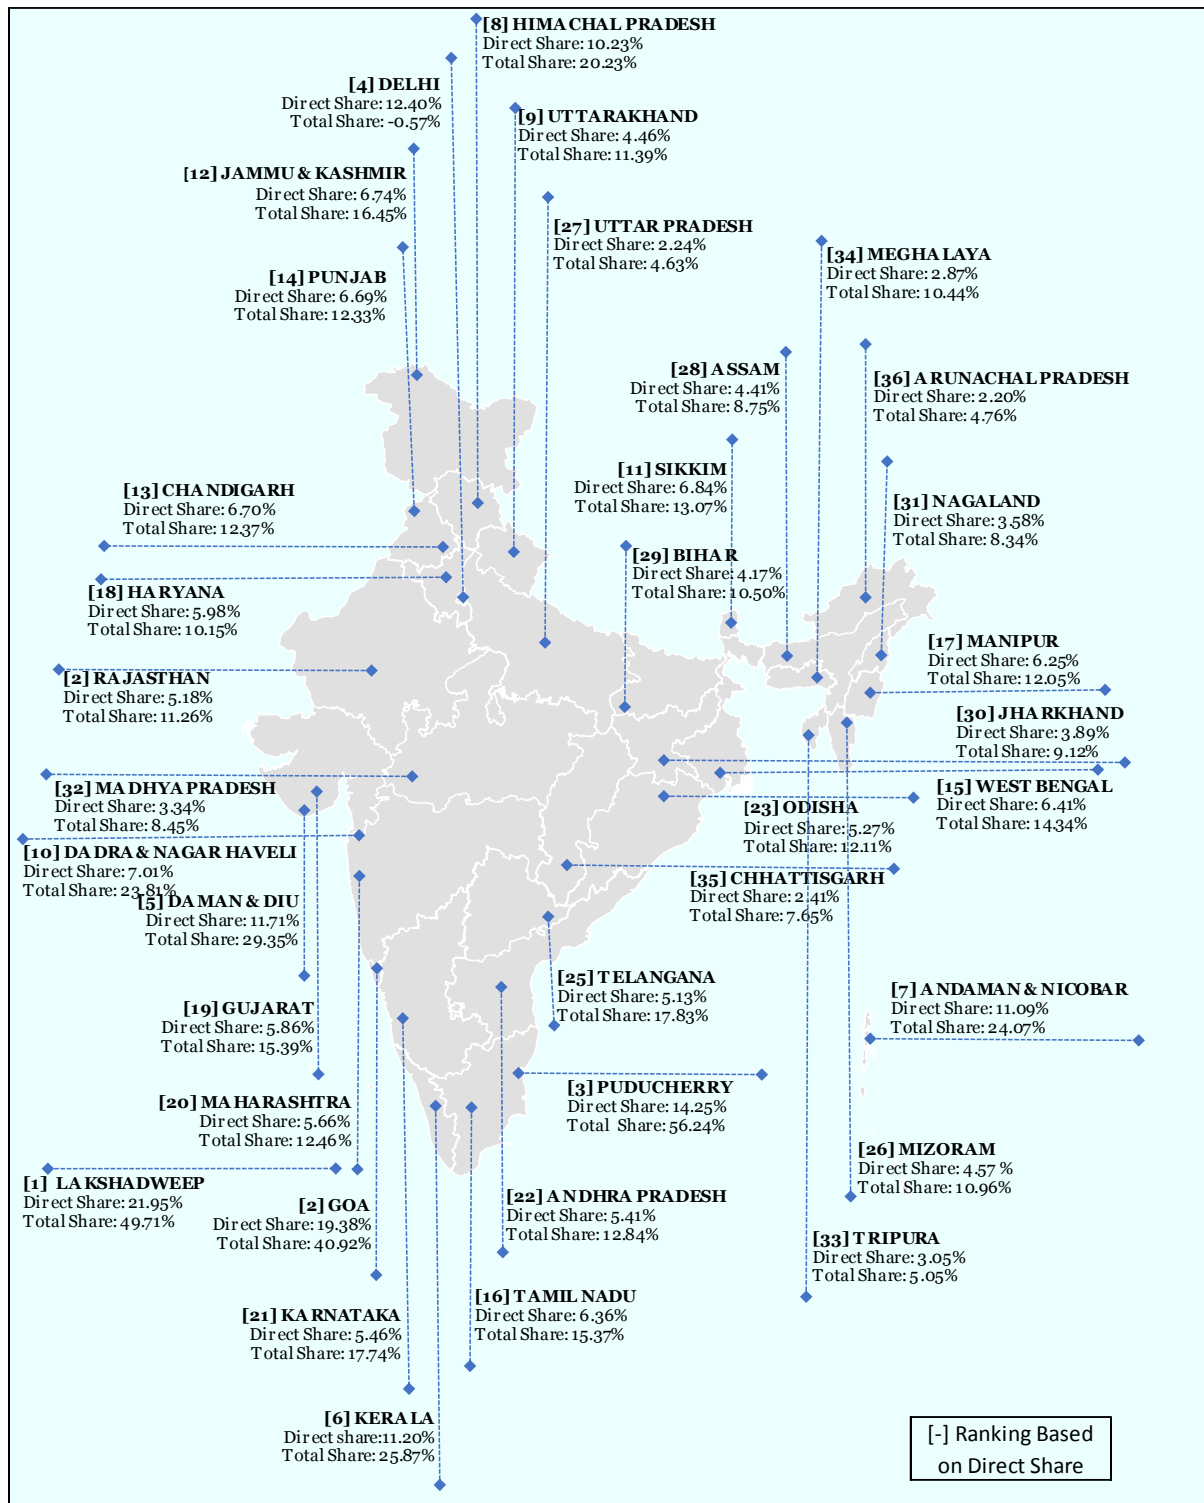 [8] HIMACHAL PRADESH
Direct Share: 10.23%
Total Share: 20.23%
[4] DELHI
Direct Share: 12.40%
Total Share: -0.57%
[9] UTTARAKHAND
Direct Share: 4.46%
Total Share: 11.39%
[12] JAMMU & KASHMIR
Direct Share: 6.74%
Total Share: 16.45%
[27] UTTAR PRADESH
Direct Share: 2.24%
Total Share: 4.63%
[34] MEGHALAYA
Direct Share: 2.87%
Total Share: 10.44%
[14] PUNJAB
Direct Share: 6.69%
Total Share: 12.33%
[28] ASSAM
Direct Share: 4.41%
Total Share: 8.75%
[36] ARUNACHAL PRADESH
Direct Share: 2.20%
Total Share: 4.76%
[11] SIKKIM
Direct Share: 6.84%
Total Share: 13.07%
[13] CHANDIGARH
Direct Share: 6.70%
Total Share: 12.37%
[31] NAGALAND
Direct Share: 3.58%
Total Share: 8.34%
[29] BIHAR
Direct Share: 4.17%
Total Share: 10.50%
[18] HARYANA
Direct Share: 5.98%
Total Share: 10.15%
[17] MANIPUR
Direct Share: 6.25%
Total Share: 12.05%
[2] RAJASTHAN
Direct Share: 5.18%
Total Share: 11.26%
[30] JHARKHAND
Direct Share: 3.89%
Total Share: 9.12%
[32] MADHYA PRADESH
Direct Share: 3.34%
Total Share: 8.45%
[15] WEST BENGAL
Direct Share: 6.41%
Total Share: 14.34%
[23] ODISHA
Direct Share: 5.27%
Total Share: 12.11%
[10] DADRA & NAGAR HAVELI
Direct Share: 7.01%
Total Share: 23.81%
[35] CHHATTISGARH
Direct Share: 2.41%
Total Share: 7.65%
[5] DAMAN & DIU
Direct Share: 11.71%
Total Share: 29.35%
[25] TELANGANA
Direct Share: 5.13%
Total Share: 17.83%
[7] ANDAMAN & NICOBAR
Direct Share: 11.09%
Total Share: 24.07%
[19] GUJARAT
Direct Share: 5.86%
Total Share: 15.39%
[3] PUDUCHERRY
Direct Share: 14.25%
Total Share: 56.24%
[20] MAHARASHTRA
Direct Share: 5.66%
Total Share: 12.46%
[26] MIZORAM
Direct Share: 4.57 %
Total Share: 10.96%
[1] LAKSHADWEEP
Direct Share: 21.95%
Total Share: 49.71%
[2] GOA
Direct Share: 19.38%
Total Share: 40.92%
[22] ANDHRA PRADESH
Direct Share: 5.41%
Total Share: 12.84%
[33] TRIPURA
Direct Share: 3.05%
Total Share: 5.05%
[16] TAMIL NADU
Direct Share: 6.36%
Total Share: 15.37%
[21] KARNATAKA
Direct Share: 5.46%
Total Share: 17.74%
[6] KERALA
Direct share:11.20%
Total Share: 25.87%
[-] Ranking Based
on Direct Share